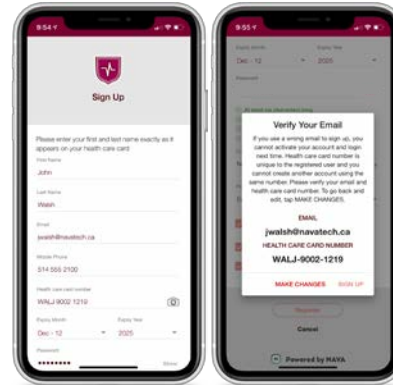 9:54
Sign Up
Please enter your first and last name exactly as it
appears on your health care card
First Name
John
Last Name
Walsh
Email
jwalsh@navatech.ca
Mobile Phone
514 555 2100
Health care card number
WALJ 9002 1219
Expiry Month
Expiry Year
Dec - 12
2025
Password
Show
9:55
Expiry Month
Expiry Year
Dec - 12
2025
Password
Verify Your Email
If you use a wrong email to sign up, you
cannot activate your account and login
next time. Health care card number is
unique to the registered user and you
cannot create another account using the
same number. Please verify your email and
health card number. To go back and
edit, tap MAKE CHANGES.
EMAIL
jwalsh@navatech.ca
HEALTH CARE CARD NUMBER
WALJ-9002-1219
MAKE CHANGES
SIGN UP
Register
Cancel
Powered by NAVA